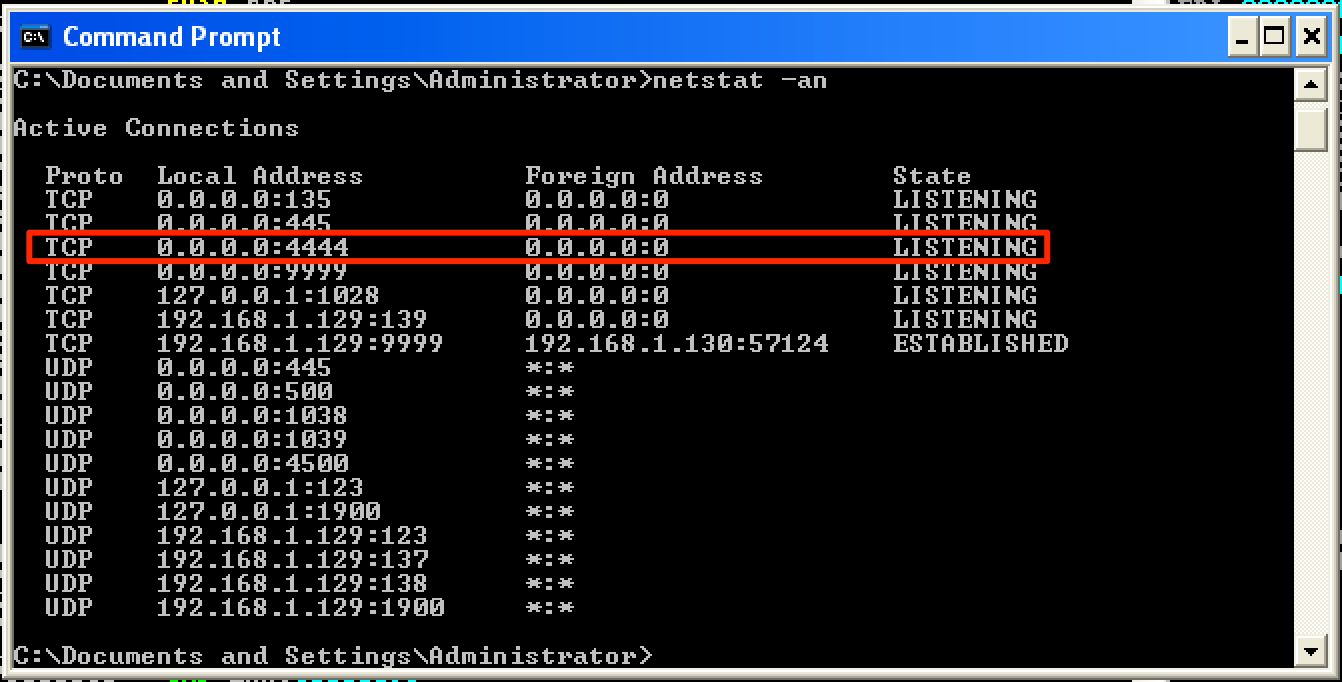 Command Prompt
C:\Documents and Settings\Administrator>netstat -an
Active Connections
Proto Local Address Foreign Address State
TCP 0.0.0.0:135 0.0.0.0:0 LISTENING
TCP 0.0.0.0:445 0.0.0.0:0 LISTENING
TCP 0.0.0.0:4444 0.0.0.0:0 LISTENING
TCP 0.0.0.0:9999 0.0.0.0:0 LISTENING
TCP 127.0.0.1:1028 0.0.0.0:0 LISTENING
TCP 192.168.1.129:139 0.0.0.0:0 LISTENING
TCP 192.168.1.129:9999 192.168.1.130:57124 ESTABLISHED
UDP 0.0.0.0:445 *:*
UDP 0.0.0.0:500 *:*
UDP 0.0.0.0:1038 *:*
UDP 0.0.0.0:1039 *:*
UDP 0.0.0.0:4500 *:*
UDP 127.0.0.1:123 *:*
UDP 127.0.0.1:1900 *:*
UDP 192.168.1.129:123 *:*
UDP 192.168.1.129:137 *:*
UDP 192.168.1.129:138 *:*
UDP 192.168.1.129:1900 *:*
C:\Documents and Settings\Administrator>